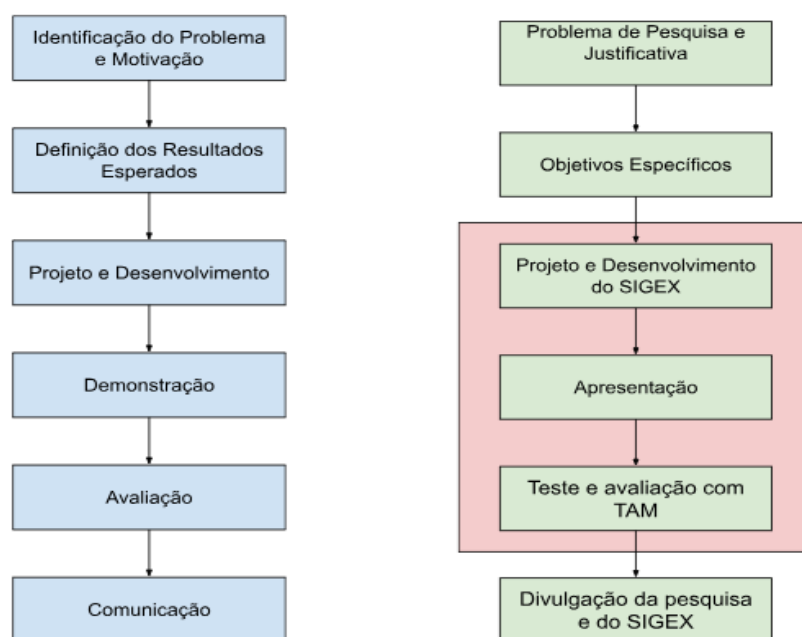 Identificação do Problema
e Motivação
Definição dos Resultados
Esperados
Projeto e Desenvolvimento
Demonstração
Avaliação
Comunicação
Problema de Pesquisa e
Justificativa
Objetivos Específicos
Projeto e Desenvolvimento
do SIGEX
Apresentação
Teste e avaliação com
TAM
Divulgação da pesquisa
e do SIGEX